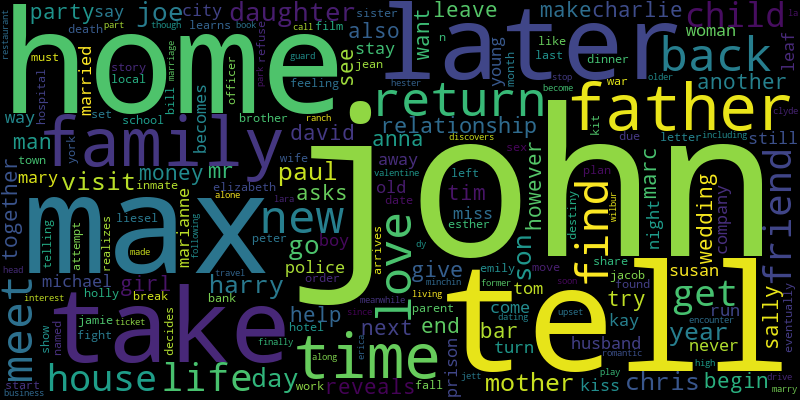 home
later
john
max
tell
take
family
father
time
return
life
house
new
love
find
friend
daughter
child
back
meet
party
say
joe
city
learns
death
film
though
part
sister
book
call
refuse
guard
bill
marriage
park
restaurant
make
charlie
leave
also
want
stay
see
jean
like
last
dinner
young
month
woman
another
stop
become
war
older
leaf
la
clyde
must
married
story
local
hospital
becomes
officer
feeling
set
school
brother
n
hester
relationship
kit
letter
including
due
still
way
york
town
man
david
anna
away
discovers
ranch
sex
plan
mary
visit
money
mr
wife
paul
asks
valentine
left
tim
however
marc
night
wedding
company
inmate
elizabeth
alone
old
date
miss
esther
son
destiny
wilbur
together
telling
attempt
liesel
realizes
marianne
following
peter
lara
go
boy
arrives
dy
give
emily
move
share
jacob
found
susan
sally
eventually
michael
made
girl
harry
police
order
travel
minchin
former
tom
try
get
run
holly
break
bank
help
living
parent
come
dating
soon
upset
encounter
interest
jamie
ticket
decides
hotel
meanwhile
since
next
end
bar
kay
year
never
head
show
named
fight
finally
along
prison
turn
husband
romantic
high
start
business
day
work
reveals
erica
fall
jett
mother
kiss
play
chris
begin
drive
marry